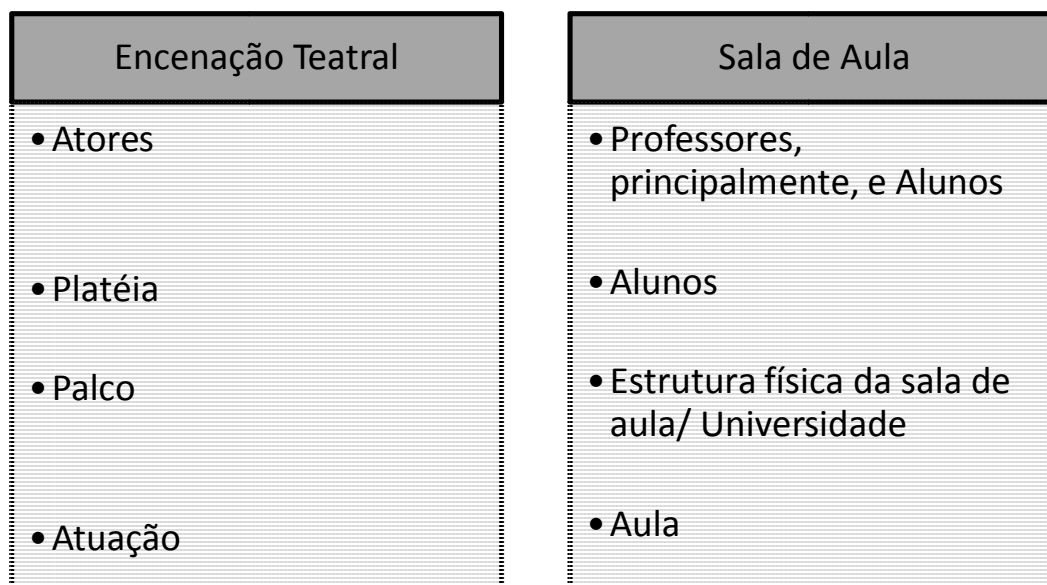 Encenação Teatral
• Atores
• Platéia
• Palco
• Atuação
Sala de Aula
• Professores,
principalmente, e Alunos
• Alunos
• Estrutura física da sala de
aula/ Universidade
• Aula